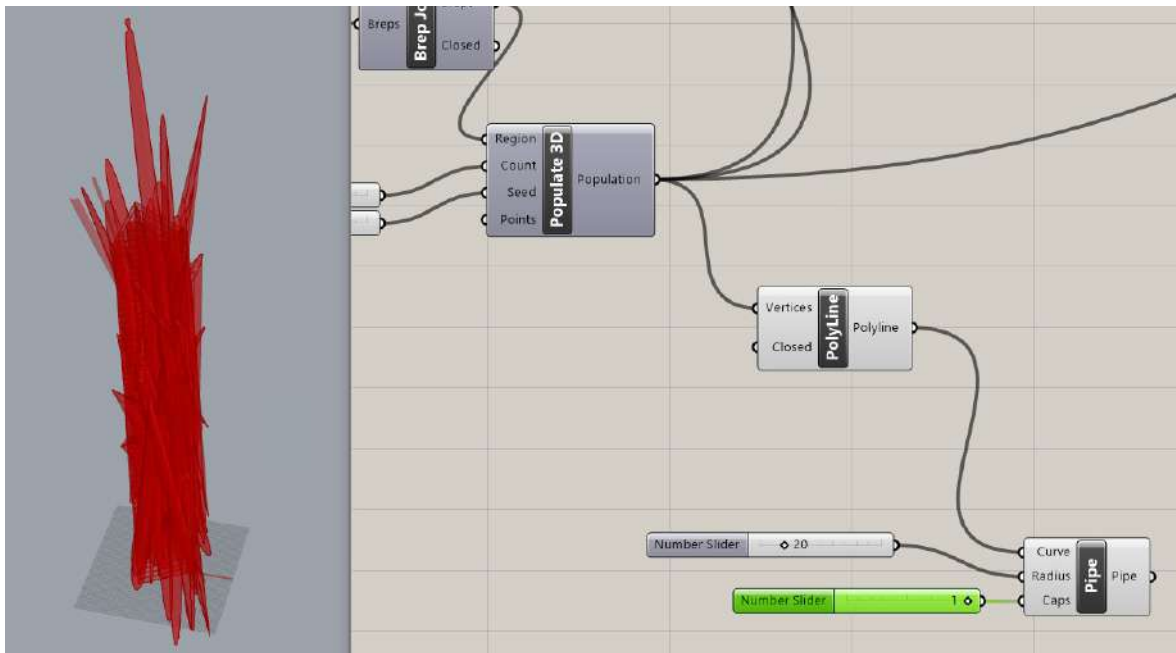 Breps
Brep Jo
Closed
Region
Count
Seed
Points
Populate 3D
Population
Vertices
Closed
PolyLine
Polyline
Number Slider
20
Number Slider
1
Curve
Radius
Caps
Pipe
Pipe